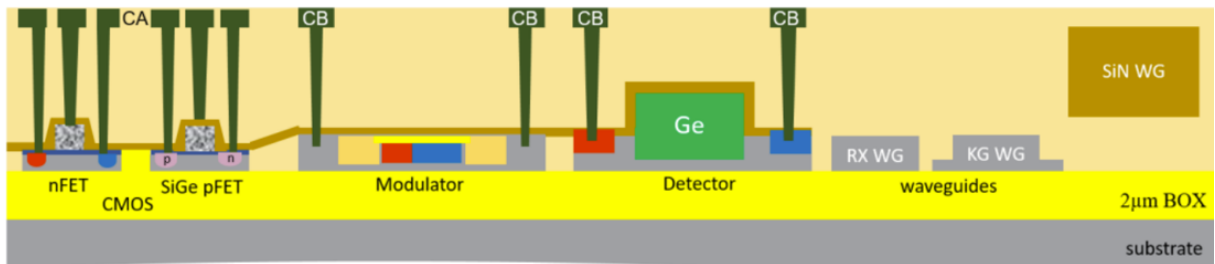 CA CB CB CB CB
SiN WG
Ge
p n
RX WG KG WG
nFET SiGe pFET Modulator Detector waveguides
CMOS
2μm BOX
substrate